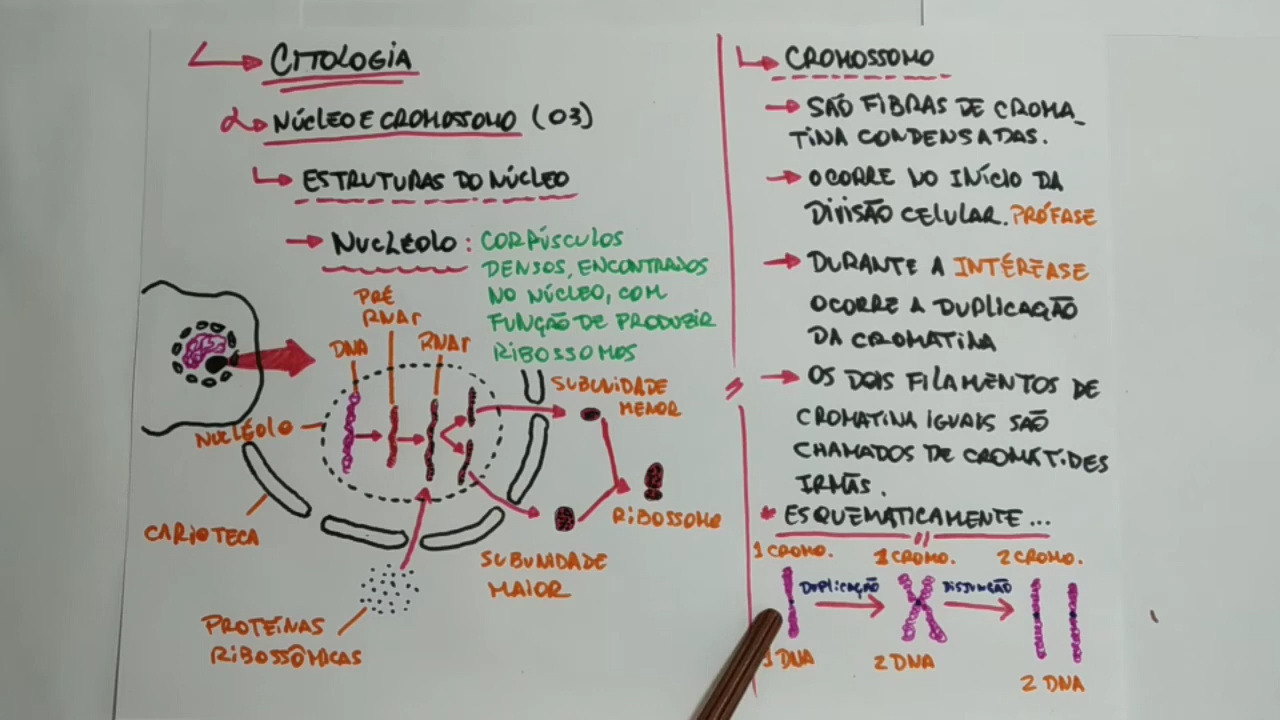 CITOLOGIA
NÚCLEO E CROMOSSOMO (03)
ESTRUTURAS DO NÚCLEO
NUCLÉOLO: CORPÚSCULOS
DENSOS, ENCONTRADOS
NO NÚCLEO, COM
FUNÇÃO DE PRODUZIR
RIBOSSOMOS
PRÉ
RNAr
DNA
RNAr
SUBUNIDADE
MENOR
NUCLÉOLO
RIBOSSOMO
CARIOTECA
SUBUNIDADE
MAIOR
PROTEÍNAS
RIBOSSÔMICAS
CROMOSSOMO
SÃO FIBRAS DE CROMA_
TINA CONDENSADAS.
OCORRE NO INÍCIO DA
DIVISÃO CELULAR. PRÓFASE
DURANTE A INTÉRFASE
OCORRE A DUPLICAÇÃO
DA CROMATINA
OS DOIS FILAMENTOS DE
CROMATINA IGUAIS SÃO
CHAMADOS DE CROMÁTIDES
IRMÃS.
* ESQUEMATICAMENTE...
1 CROMO. 1 CROMO. 2 CROMO.
DUPLICAÇÃO DISJUNÇÃO
1 DNA 2 DNA
2 DNA